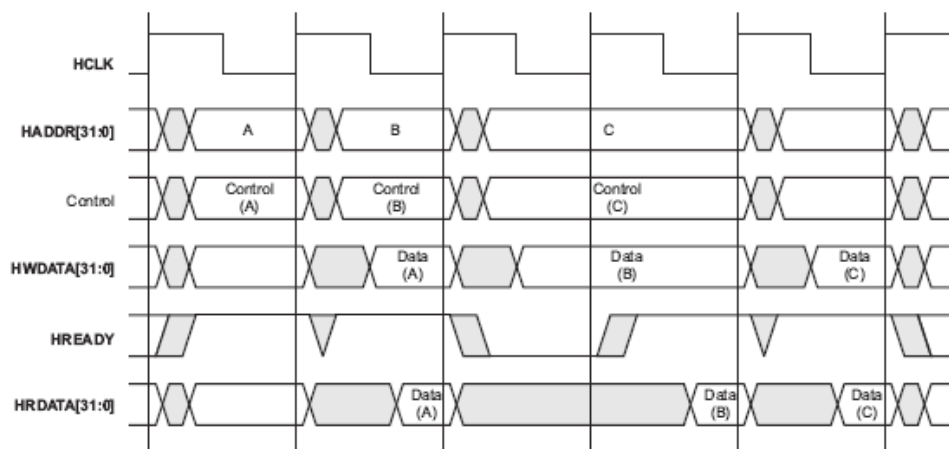 HCLK
HADDR[31:0]
A
B
C
Control
Control
(A)
Control
(B)
Control
(C)
HWDATA[31:0]
Data
(A)
Data
(B)
Data
(C)
HREADY
HRDATA[31:0]
Data
(A)
Data
(B)
Data
(C)